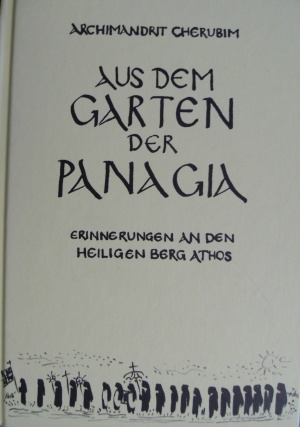 ARCHIMANDRIT CHERUBIM
AUS DEM
GARTEN
DER
PANAGIA
ERINNERUNGEN AN DEN
HEILIGEN BERG ATHOS